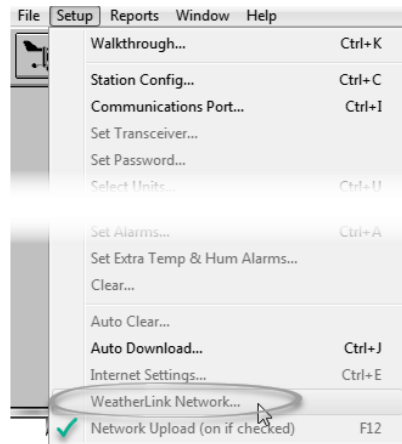 File Setup Reports Window Help
Walkthrough... Ctrl+K
Station Config... Ctrl+C
Communications Port... Ctrl+I
Set Transceiver...
Set Password...
Select Units... Ctrl+U
Set Alarms... Ctrl+A
Set Extra Temp & Hum Alarms...
Clear...
Auto Clear...
Auto Download... Ctrl+J
Internet Settings... Ctrl+E
WeatherLink Network...
Network Upload (on if checked) F12